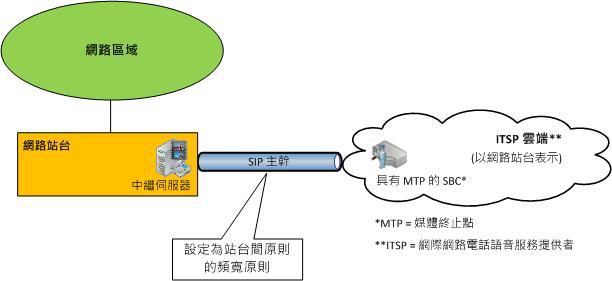 網路區域
網路站台
中繼伺服器
SIP 主幹
ITSP 雲端**
(以網路站台表示)
具有 MTP 的 SBC*
設定為站台間原則
的頻寬原則
*MTP = 媒體終止點
**ITSP = 網際網路電話語音服務提供者